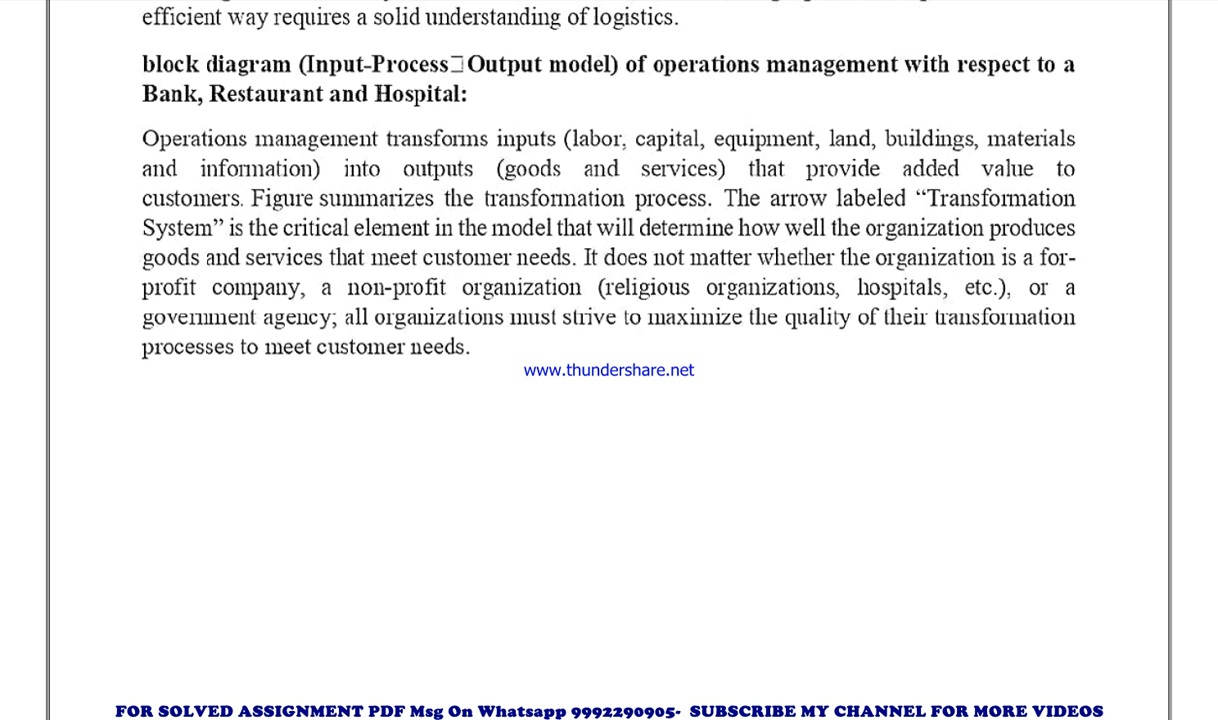 efficient way requires a solid understanding of logistics.
block diagram (Input-Process Output model) of operations management with respect to a
Bank, Restaurant and Hospital:
Operations management transforms inputs (labor, capital, equipment, land, buildings, materials
and information) into outputs (goods and services) that provide added value to
customers. Figure summarizes the transformation process. The arrow labeled “Transformation
System” is the critical element in the model that will determine how well the organization produces
goods and services that meet customer needs. It does not matter whether the organization is a for-
profit company, a non-profit organization (religious organizations, hospitals, etc.), or a
government agency; all organizations must strive to maximize the quality of their transformation
processes to meet customer needs.
www.thundershare.net
FOR SOLVED ASSIGNMENT PDF Msg On Whatsapp 9992290905- SUBSCRIBE MY CHANNEL FOR MORE VIDEOS